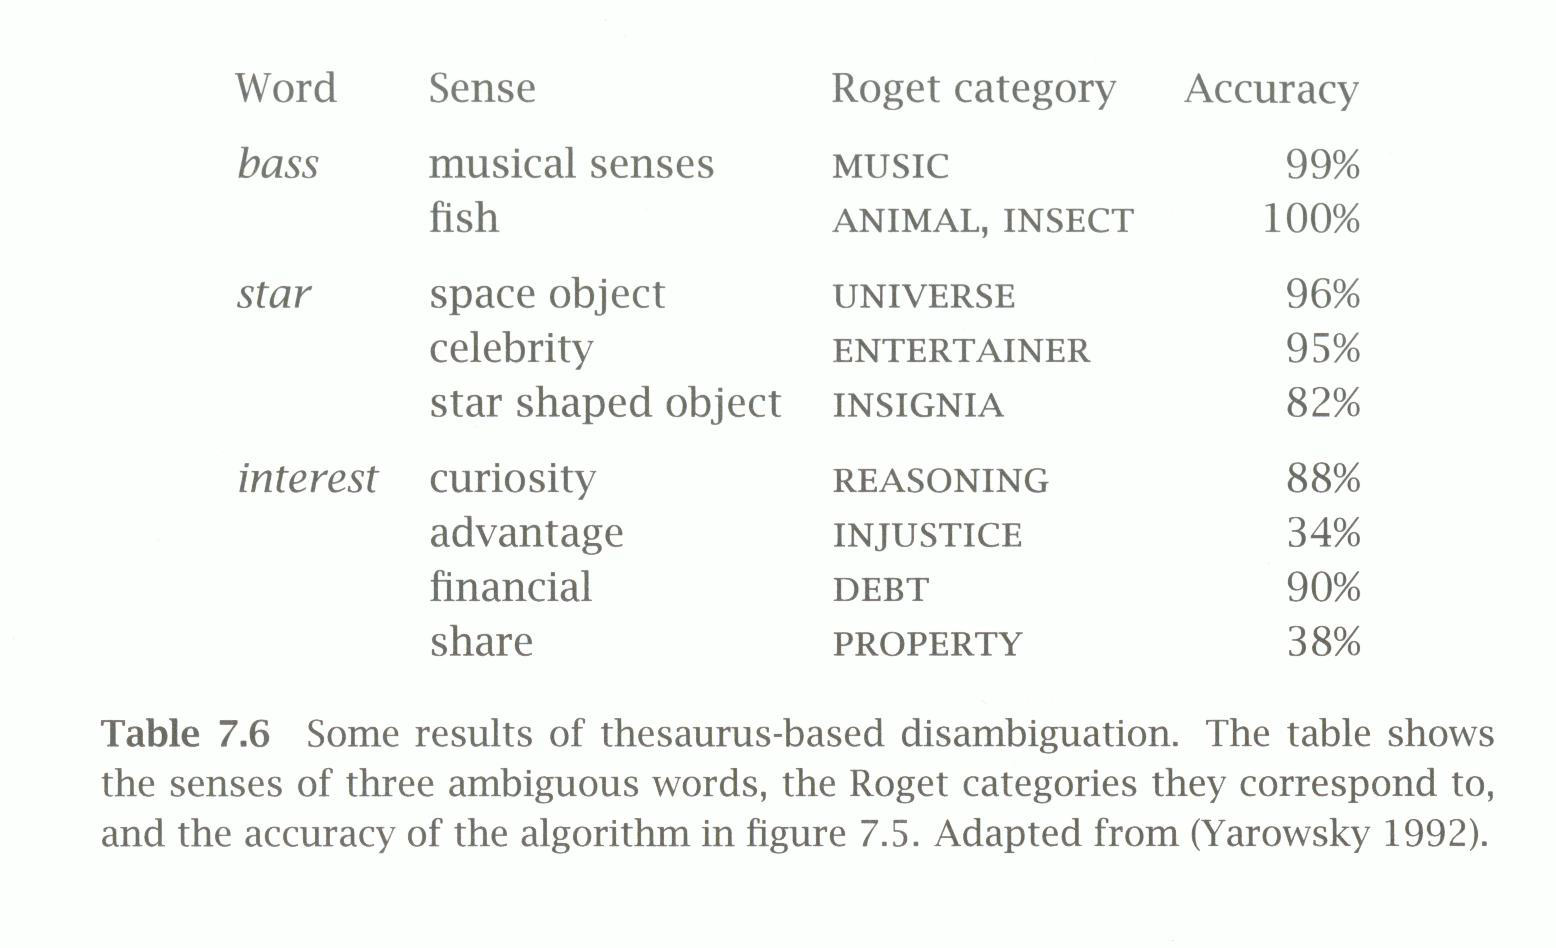 Word Sense Roget category Accuracy
bass musical senses MUSIC 99%
fish ANIMAL, INSECT 100%
star space object UNIVERSE 96%
celebrity ENTERTAINER 95%
star shaped object INSIGNIA 82%
interest curiosity REASONING 88%
advantage INJUSTICE 34%
financial DEBT 90%
share PROPERTY 38%
Table 7.6 Some results of thesaurus-based disambiguation. The table shows
the senses of three ambiguous words, the Roget categories they correspond to,
and the accuracy of the algorithm in figure 7.5. Adapted from (Yarowsky 1992).